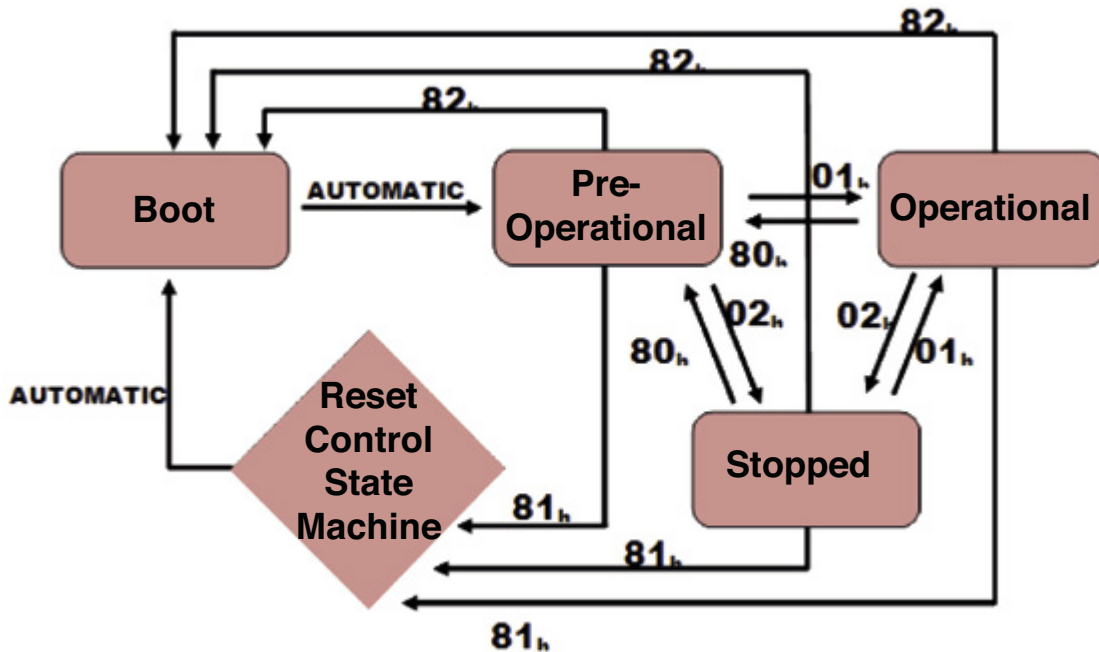 82h
82h
82h
Boot
AUTOMATIC
Pre-
Operational
01h
80h
Operational
02h
80h
02h
01h
AUTOMATIC
Reset
Control
State
Machine
Stopped
81h
81h
81h